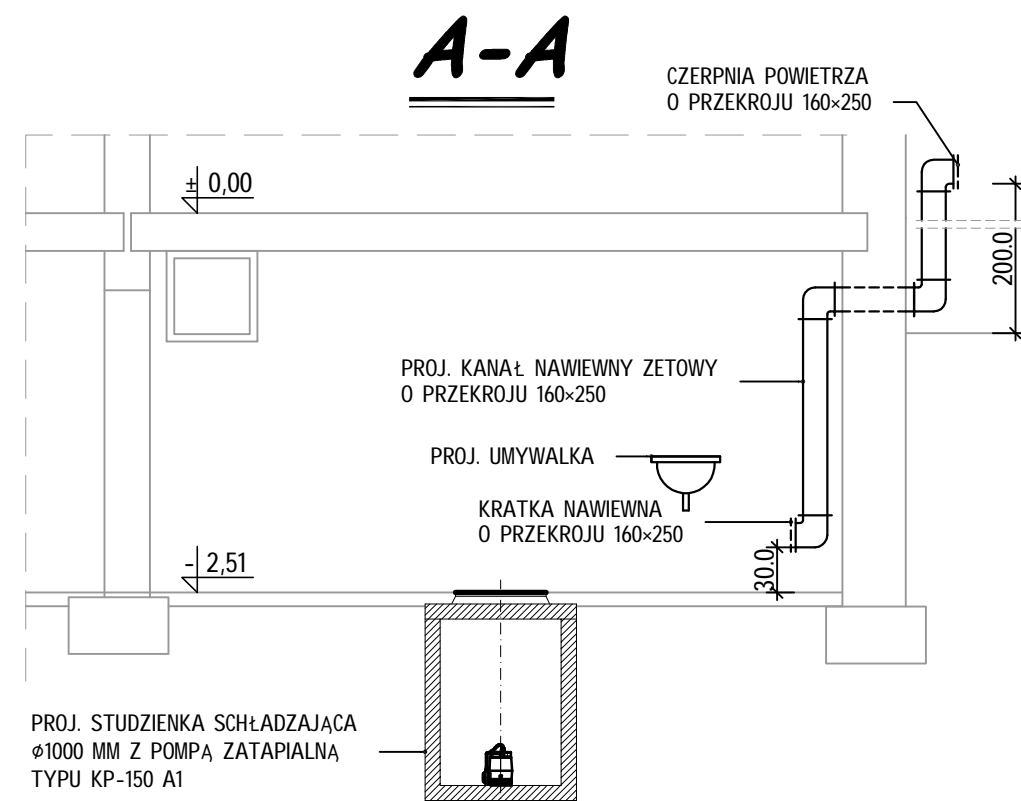 A-A
CZERPNIA POWIETRZA
O PRZEKROJU 160×250
± 0,00
200.0
PROJ. KANAŁ NAWIEWNY ZETOWY
O PRZEKROJU 160×250
PROJ. UMYWALKA
KRATKA NAWIEWNA
O PRZEKROJU 160×250
- 2,51
30.0
PROJ. STUDZIENKA SCHŁADZAJĄCA
ø1000 MM Z POMPĄ ZATAPIALNĄ
TYPU KP-150 A1